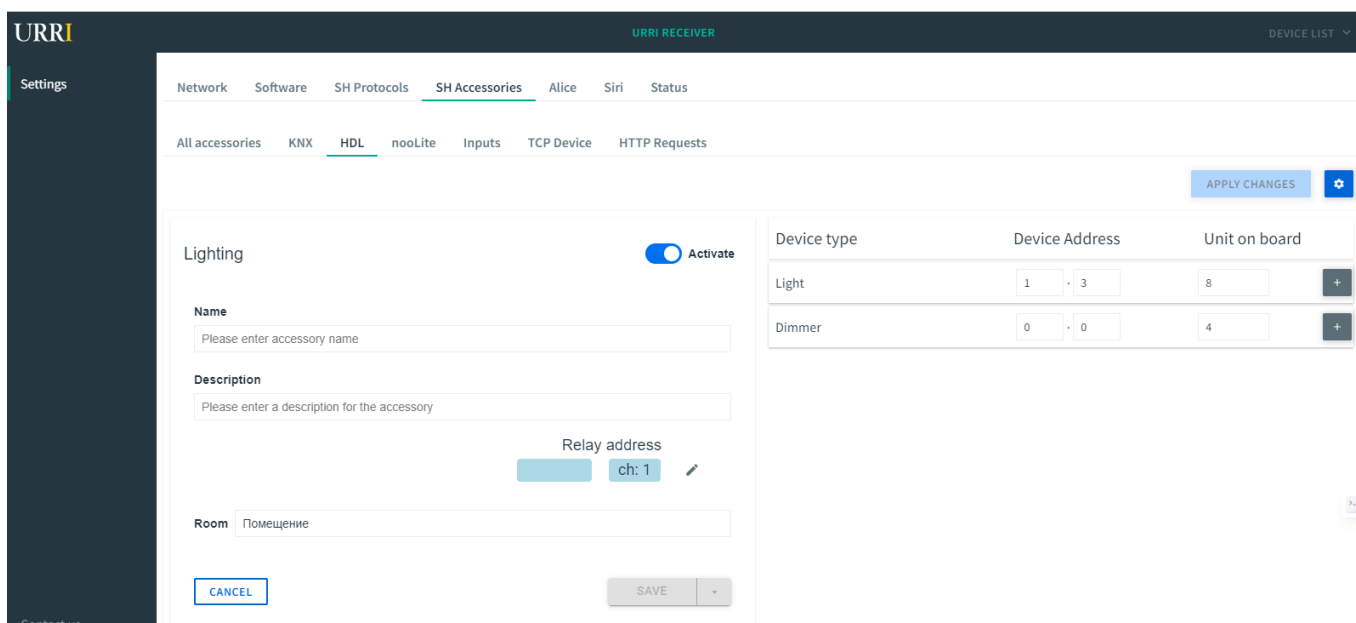 URRI
URRI RECEIVER
DEVICE LIST
Settings
Network Software SH Protocols SH Accessories Alice Siri Status
All accessories KNX HDL nooLite Inputs TCP Device HTTP Requests
APPLY CHANGES
Lighting
Activate
Name
Please enter accessory name
Description
Please enter a description for the accessory
Relay address
ch: 1
Room Помещение
CANCEL
SAVE
Device type Device Address Unit on board
Light 1 · 3 8 +
Dimmer 0 · 0 4 +
Contact us